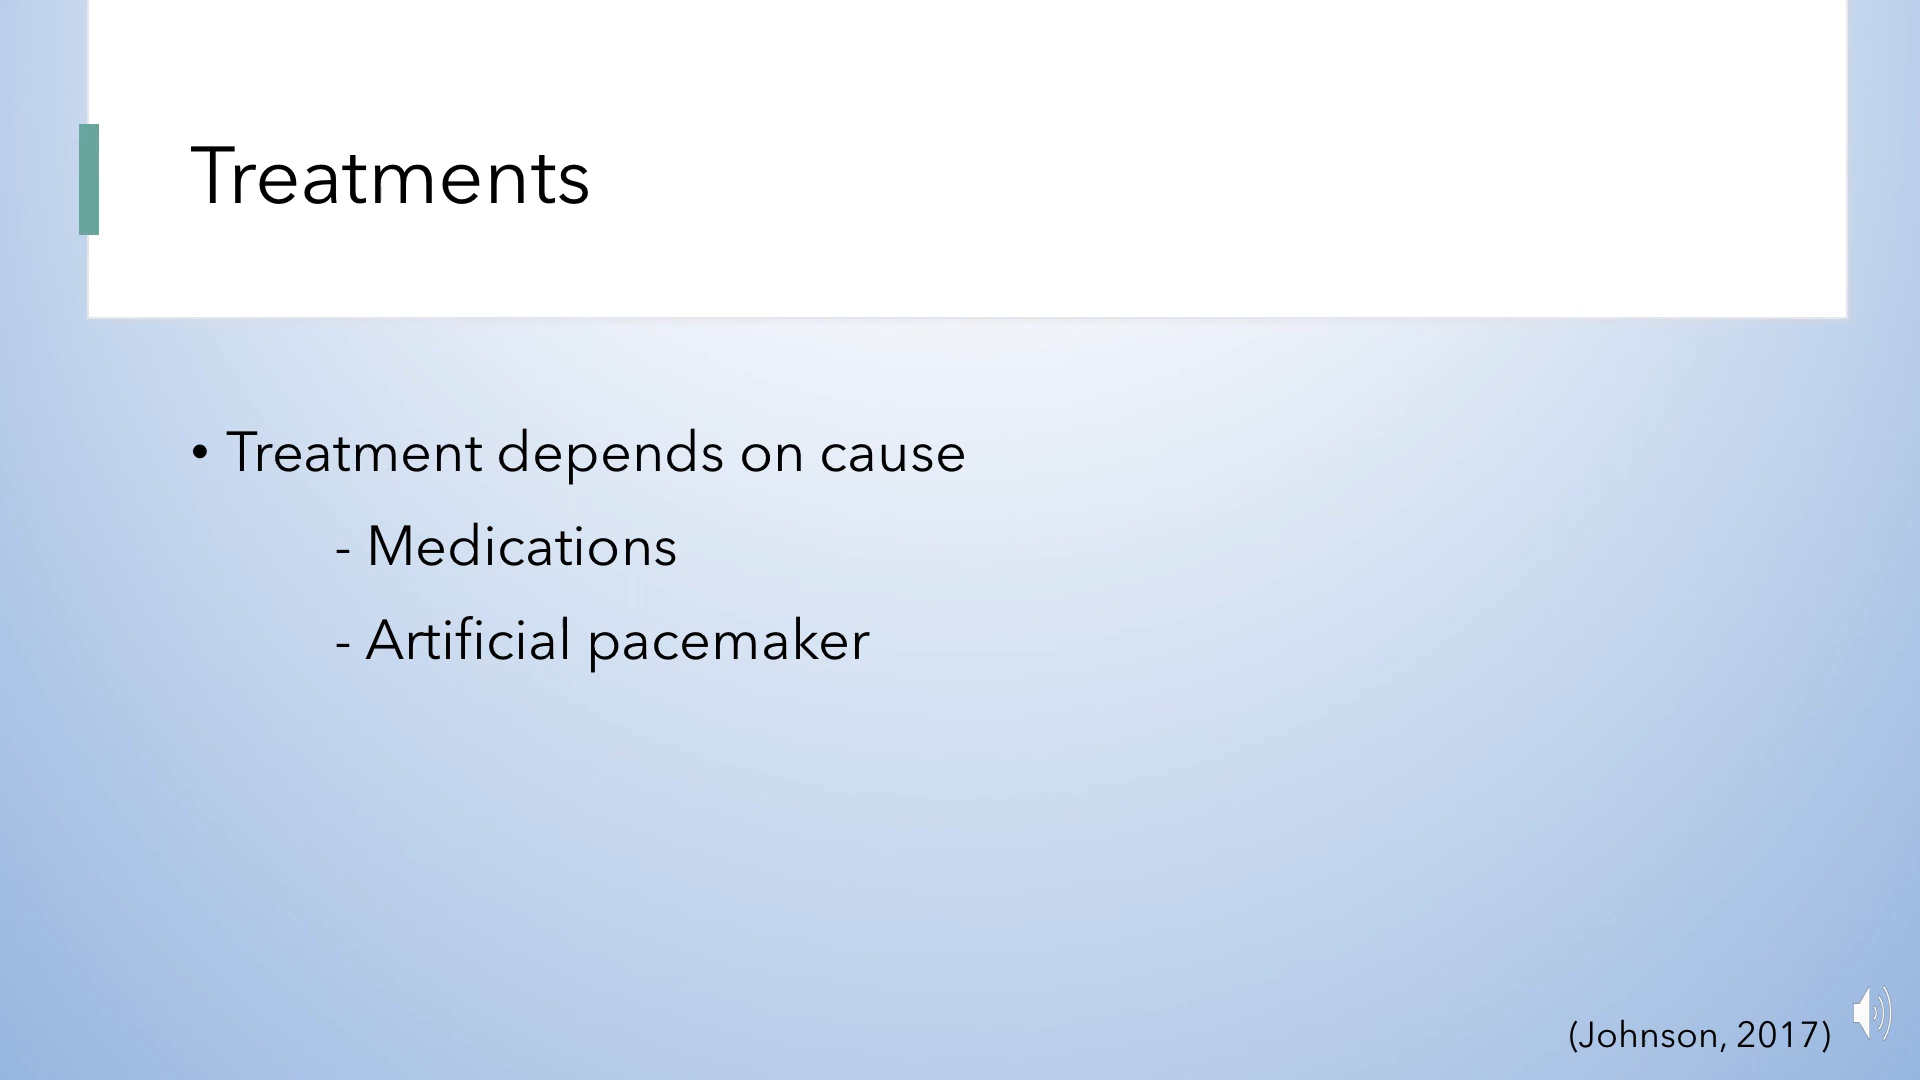 Treatments
• Treatment depends on cause
- Medications
- Artificial pacemaker
(Johnson, 2017)